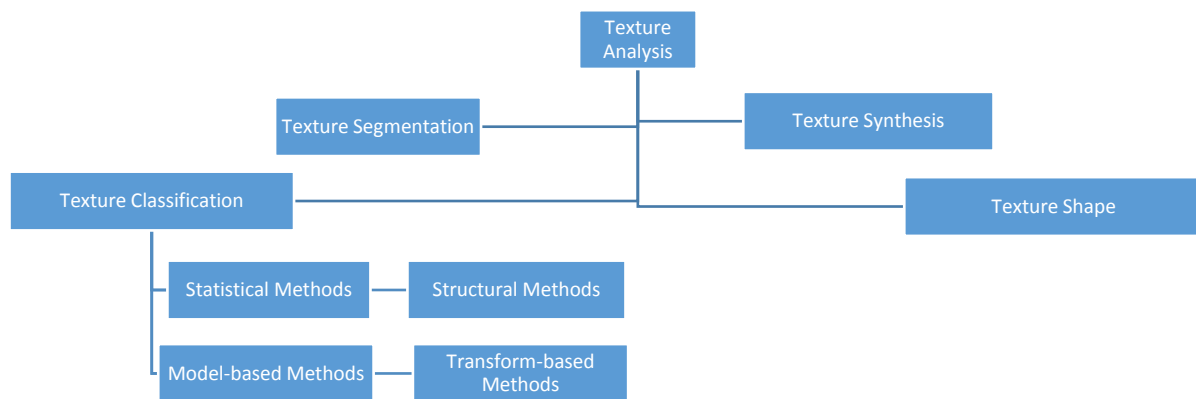 Texture
Analysis
Texture Segmentation
Texture Synthesis
Texture Classification
Texture Shape
Statistical Methods
Structural Methods
Model-based Methods
Transform-based
Methods